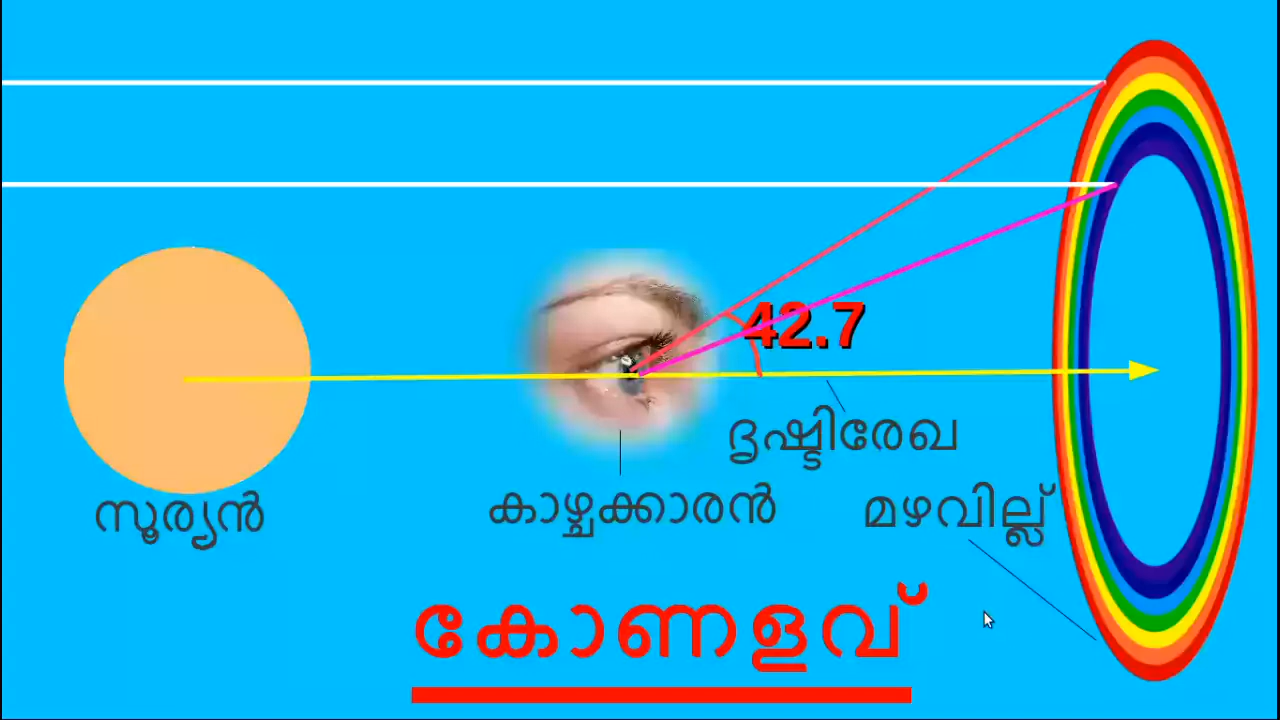 42.7
ദൃഷ്ടിരേഖ
സൂര്യൻ
കാഴ്ചക്കാരൻ
മഴവില്ല്
കോണളവ്